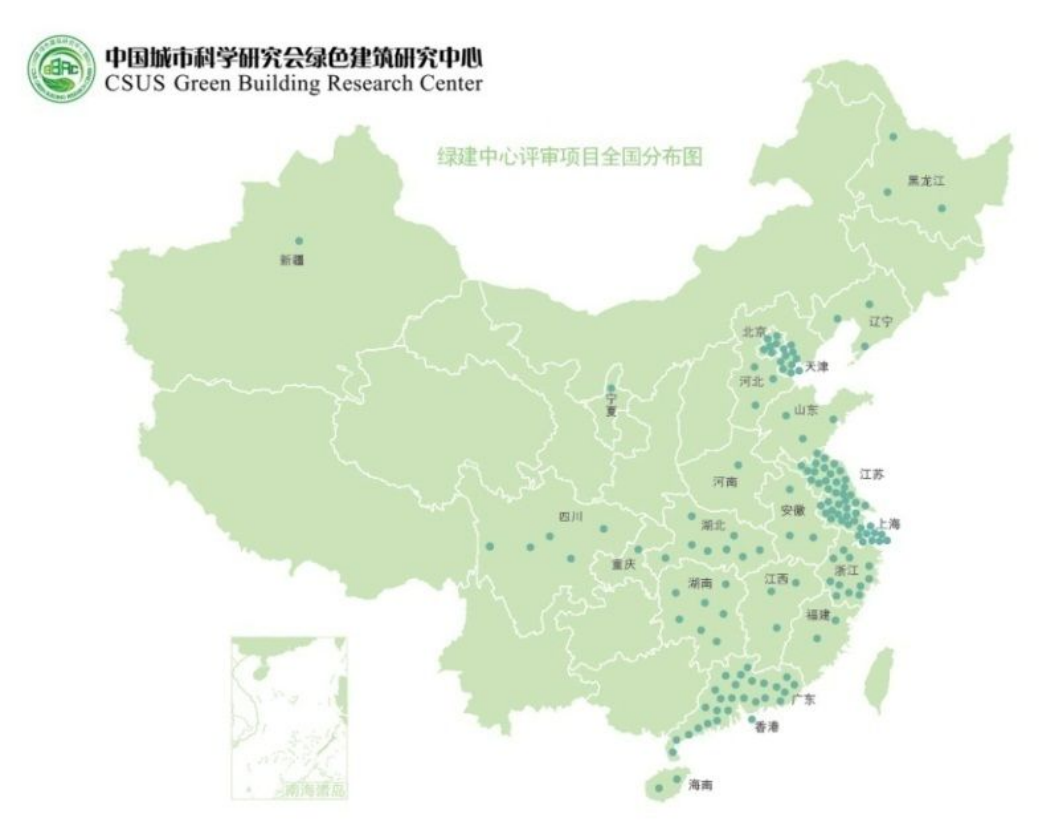 中国城市科学研究会绿色建筑研究中心
CSUS Green Building Research Center
绿建中心评审项目全国分布图
黑龙江
新疆
辽宁
北京
天津
河北
宁夏
山东
河南
江苏
四川
湖北
安徽
上海
重庆
湖南
江西
浙江
福建
广东
香港
海南
南海诸岛